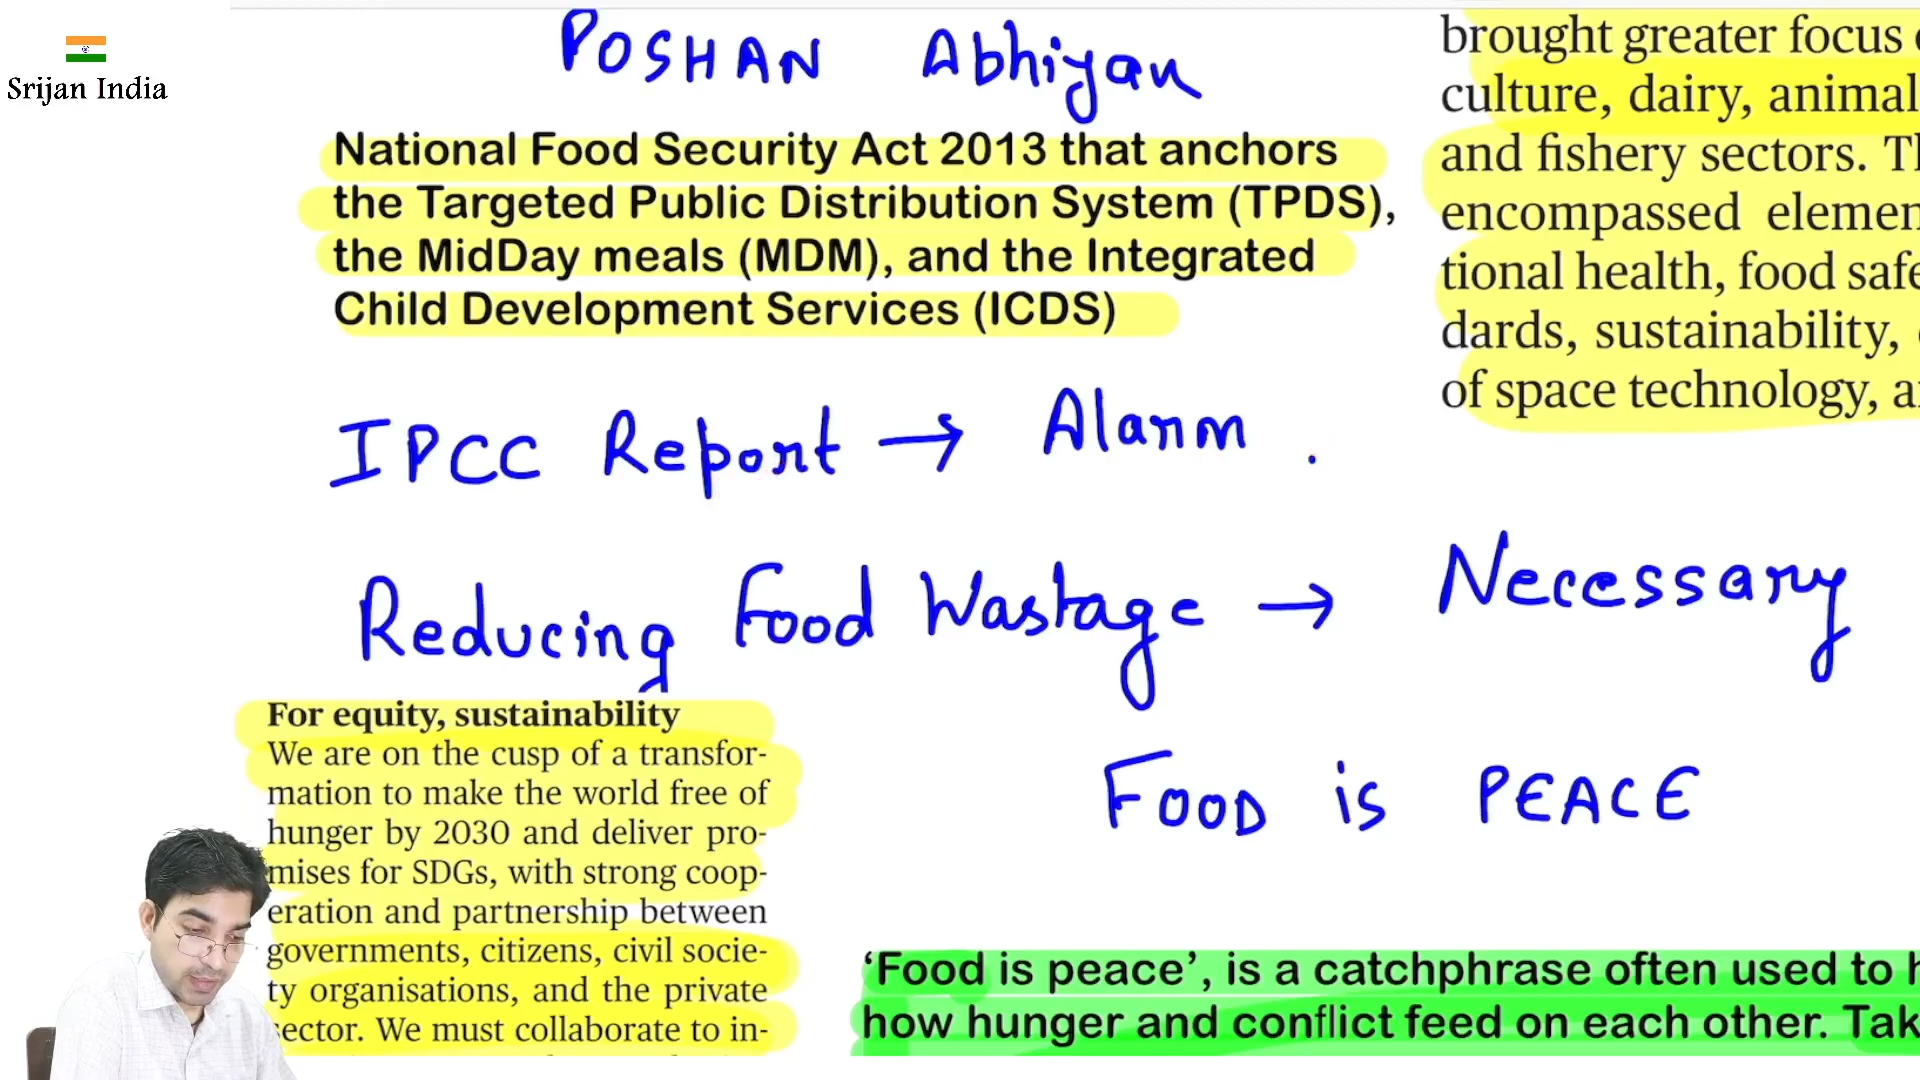 Srijan India
POSHAN Abhiyan
National Food Security Act 2013 that anchors
the Targeted Public Distribution System (TPDS),
the MidDay meals (MDM), and the Integrated
Child Development Services (ICDS)
IPCC Report → Alarm .
Reducing Food Wastage → Necessary
For equity, sustainability
We are on the cusp of a transfor-
mation to make the world free of
hunger by 2030 and deliver pro-
mises for SDGs, with strong coop-
eration and partnership between
governments, citizens, civil socie-
ty organisations, and the private
sector. We must collaborate to in-
FOOD is PEACE
‘Food is peace’, is a catchphrase often used to h
how hunger and conflict feed on each other. Tak
brought greater focus
culture, dairy, animal
and fishery sectors. Th
encompassed elemen
tional health, food safe
dards, sustainability,
of space technology, a